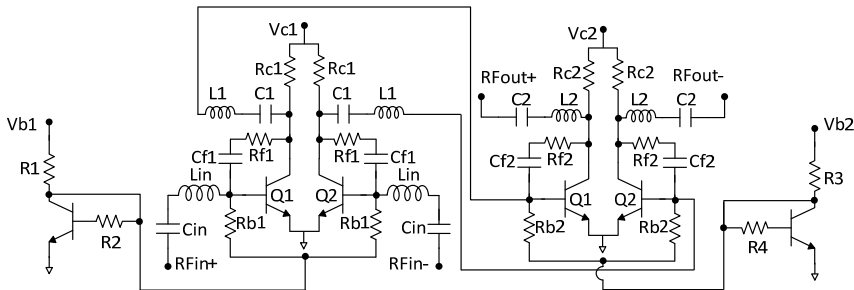 Vc1
Vc2
Rc1
Rc1
Rc2
Rc2
RFout+
RFout-
L1
C1
C1
L1
C2
L2
L2
C2
Vb1
Vb2
Cf1
Rf1
Rf1
Cf1
Cf2
Rf2
Rf2
Cf2
R1
Lin
Lin
R3
Q1
Q2
Q1
Q2
R2
Cin
Rb1
Rb1
Cin
Rb2
Rb2
R4
RFin+
RFin-